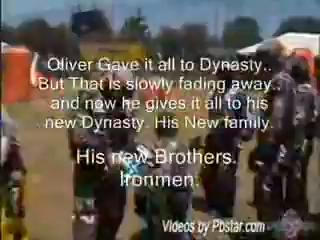 Oliver Gave it all to Dynasty..
But That is slowly fading away..
and now he gives it all to his
new Dynasty. His New family.
His new Brothers.
Ironmen.
Videos by Pbstar.com